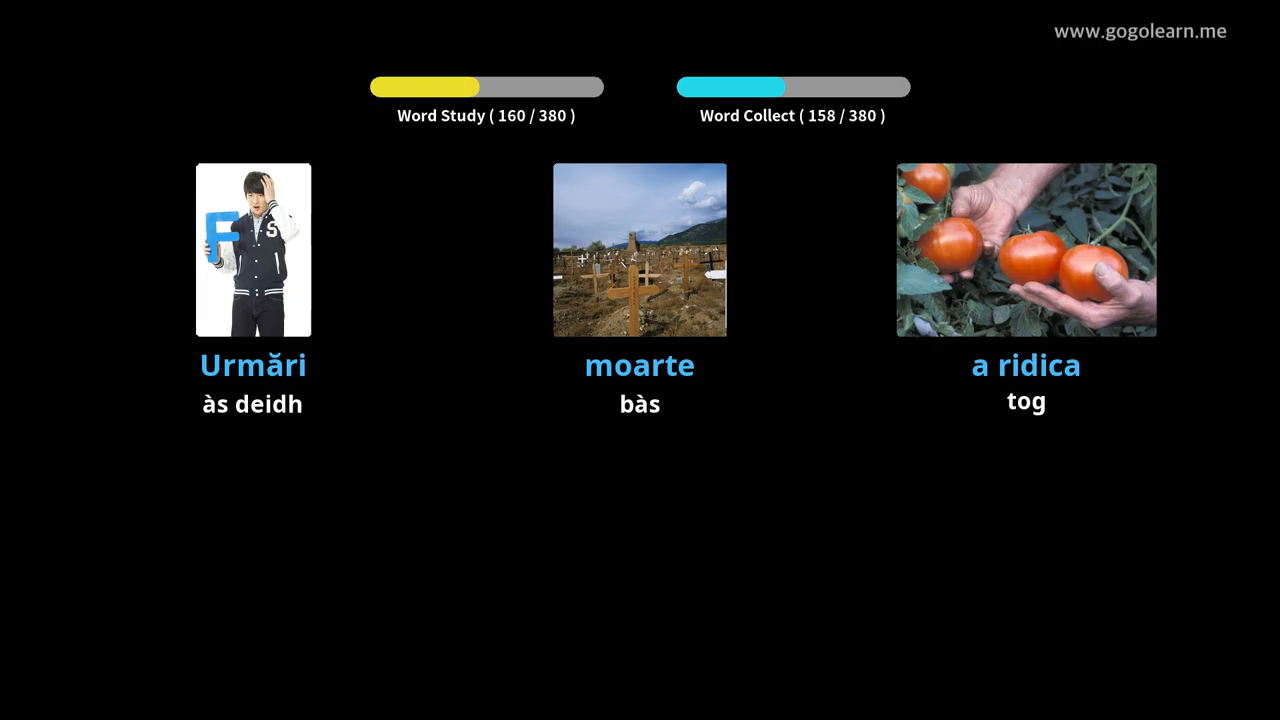 www.gogolearn.me
Word Study ( 160 / 380 )
Word Collect ( 158 / 380 )
F
S
Urmări
moarte
a ridica
às deidh
bàs
tog